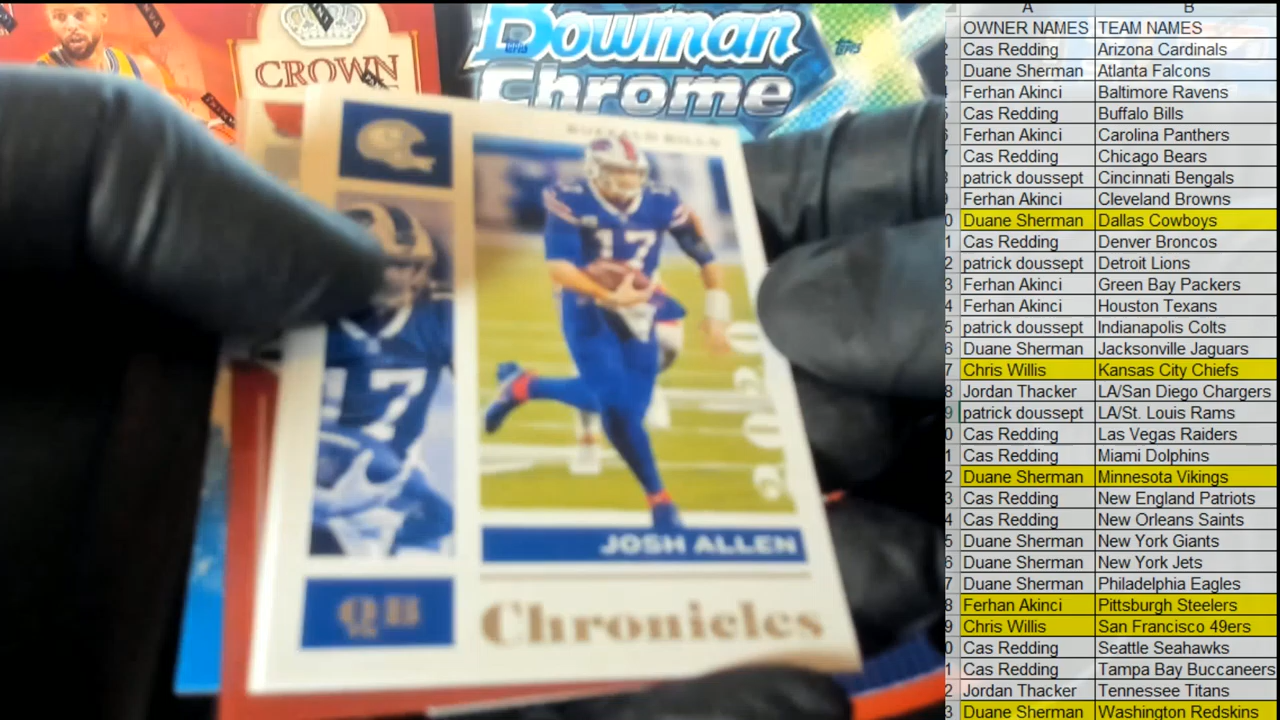 CROWN
Bowman
Chrome
Topps
BUFFALO BILLS
17
17
2020
JOSH ALLEN
QB
Chronicles
A B
OWNER NAMES TEAM NAMES
Cas Redding Arizona Cardinals
Duane Sherman Atlanta Falcons
Ferhan Akinci Baltimore Ravens
Cas Redding Buffalo Bills
Ferhan Akinci Carolina Panthers
Cas Redding Chicago Bears
patrick doussept Cincinnati Bengals
Ferhan Akinci Cleveland Browns
Duane Sherman Dallas Cowboys
Cas Redding Denver Broncos
patrick doussept Detroit Lions
Ferhan Akinci Green Bay Packers
Ferhan Akinci Houston Texans
patrick doussept Indianapolis Colts
Duane Sherman Jacksonville Jaguars
Chris Willis Kansas City Chiefs
Jordan Thacker LA/San Diego Chargers
patrick doussept LA/St. Louis Rams
Cas Redding Las Vegas Raiders
Cas Redding Miami Dolphins
Duane Sherman Minnesota Vikings
Cas Redding New England Patriots
Cas Redding New Orleans Saints
Duane Sherman New York Giants
Duane Sherman New York Jets
Duane Sherman Philadelphia Eagles
Ferhan Akinci Pittsburgh Steelers
Chris Willis San Francisco 49ers
Cas Redding Seattle Seahawks
Cas Redding Tampa Bay Buccaneers
Jordan Thacker Tennessee Titans
Duane Sherman Washington Redskins